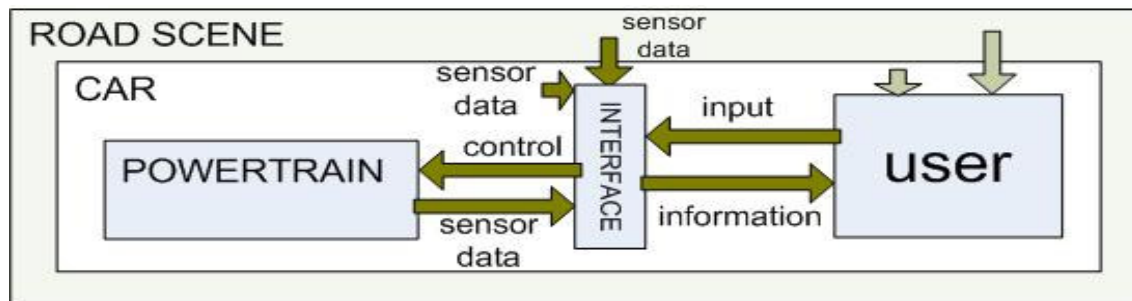 ROAD SCENE
sensor
data
CAR
sensor
data
INTERFACE
input
user
control
POWERTRAIN
information
sensor
data